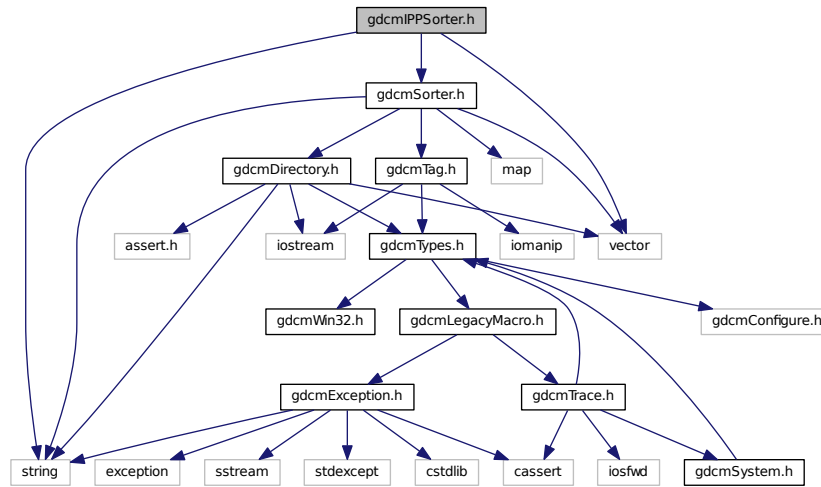 gdcmIPPSorter.h
gdcmSorter.h
gdcmDirectory.h
gdcmTag.h
map
assert.h
iostream
gdcmTypes.h
iomanip
vector
gdcmWin32.h
gdcmLegacyMacro.h
gdcmConfigure.h
gdcmException.h
gdcmTrace.h
string
exception
sstream
stdexcept
cstdlib
cassert
iosfwd
gdcmSystem.h